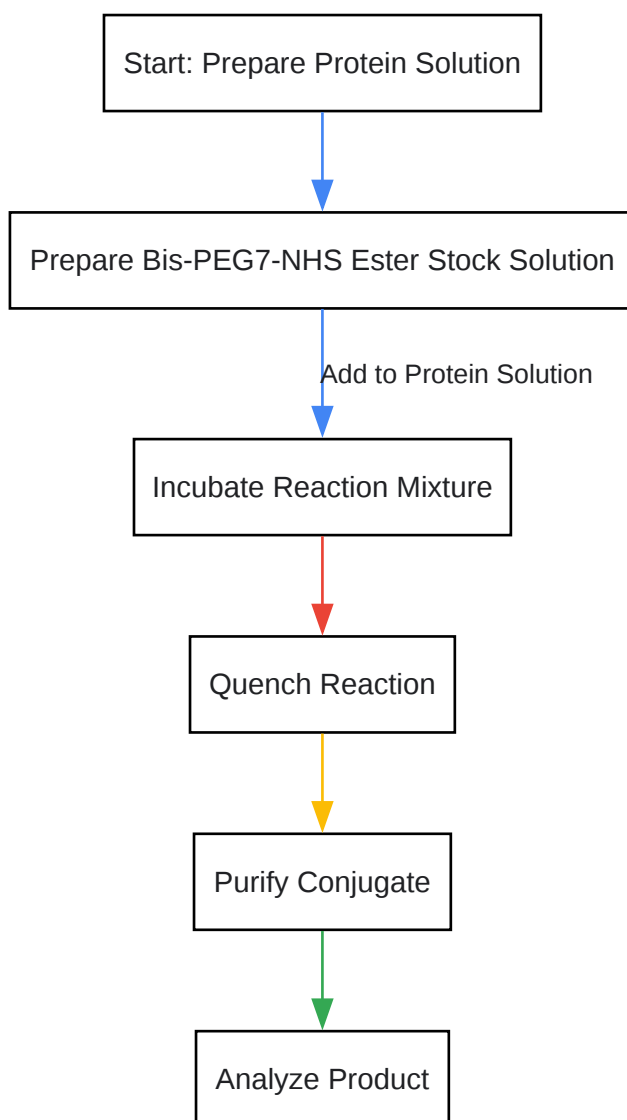 Start: Prepare Protein Solution
Prepare Bis-PEG7-NHS Ester Stock Solution
Add to Protein Solution
Incubate Reaction Mixture
Quench Reaction
Purify Conjugate
Analyze Product